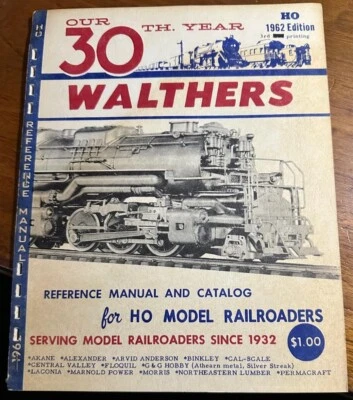 OUR
30 TH. YEAR
HO
1962 Edition
3rd printing
WALTHERS
HO
REFERENCE MANUAL
REFERENCE MANUAL AND CATALOG
for HO MODEL RAILROADERS
SERVING MODEL RAILROADERS SINCE 1932
$1.00
•AKANE •ALEXANDER •ARVID ANDERSON •BINKLEY •CAL-SCALE
•CENTRAL VALLEY •FLOQUIL •G & G HOBBY (Athearn metal, Silver Streak)
•LACONIA •MARNOLD POWER •MORRIS •NORTHEASTERN LUMBER •PERMACRAFT